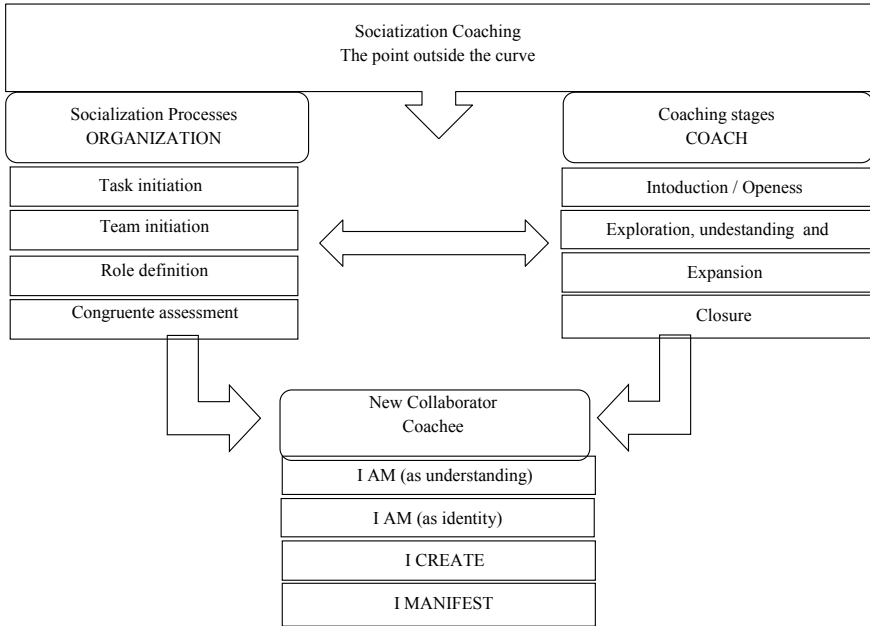 Sociatization Coaching
The point outside the curve
Socialization Processes
ORGANIZATION
Task initiation
Team initiation
Role definition
Congruente assessment
Coaching stages
COACH
Intoduction / Openess
Exploration, undestanding and
Expansion
Closure
New Collaborator
Coachee
I AM (as understanding)
I AM (as identity)
I CREATE
I MANIFEST